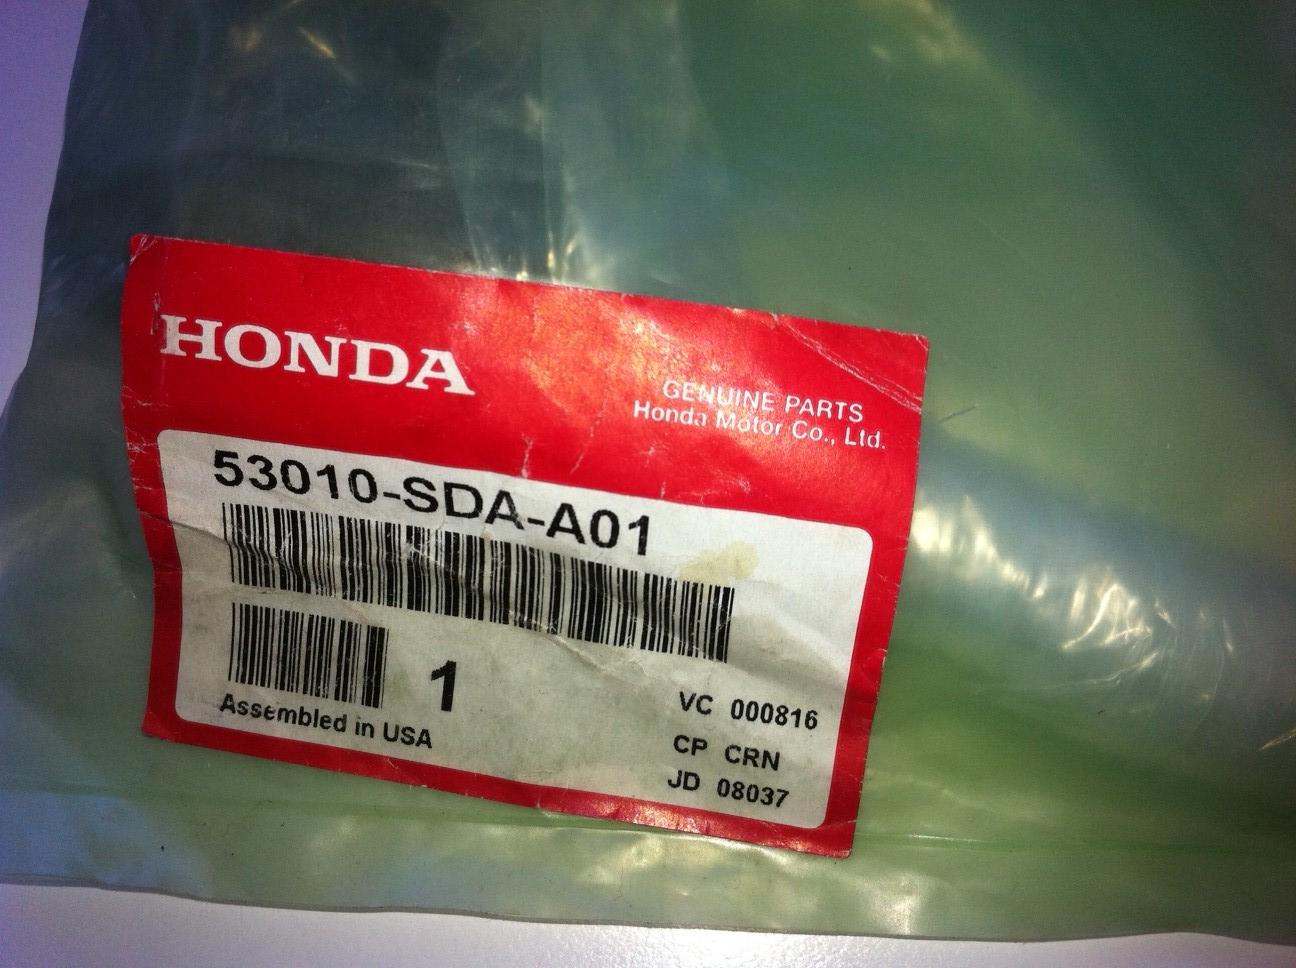 HONDA
GENUINE PARTS
Honda Motor Co., Ltd.
53010-SDA-A01
1
Assembled in USA
VC 000816
CP CRN
JD 08037